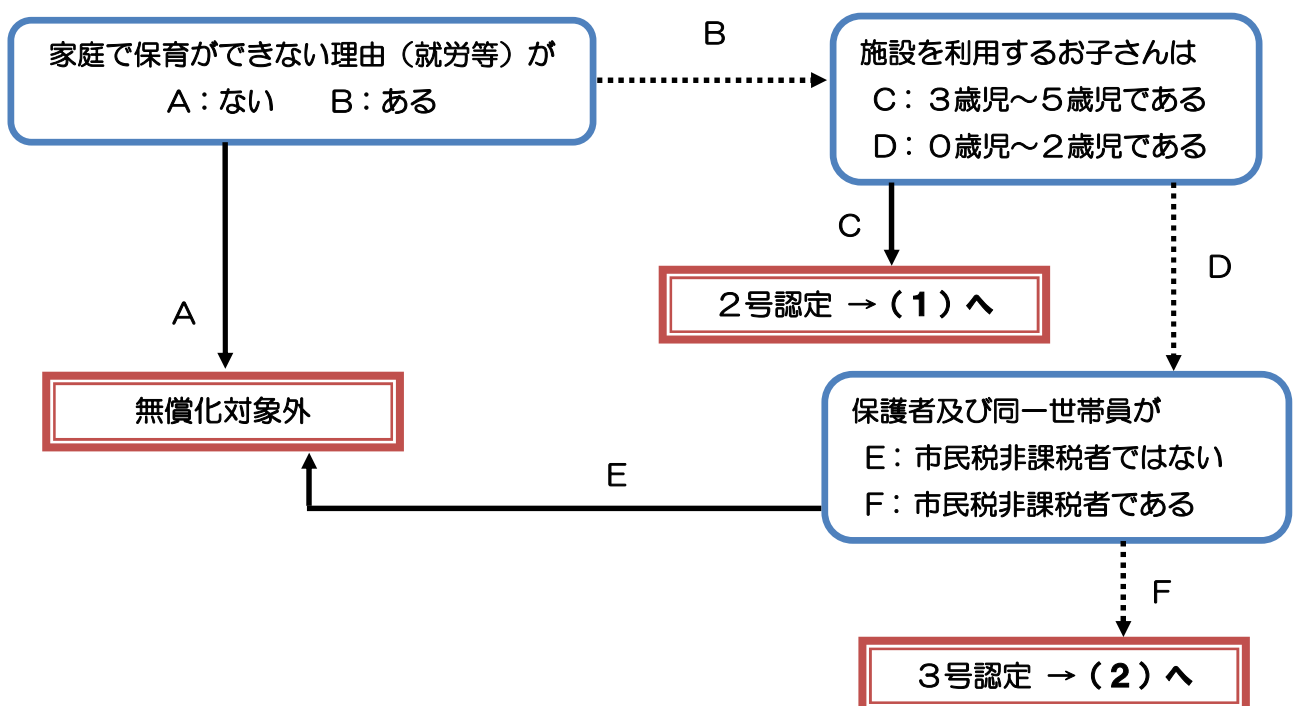 家庭で保育ができない理由（就労等）が
A：ない　　B：ある
B
施設を利用するお子さんは
C：３歳児～５歳児である
D：０歳児～２歳児である
C
D
A
２号認定 →（１）へ
無償化対象外
保護者及び同一世帯員が
E：市民税非課税者ではない
F：市民税非課税者である
E
F
３号認定 →（２）へ